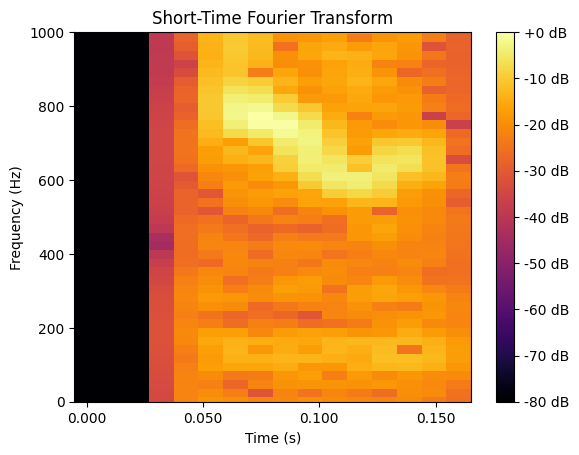 Short-Time Fourier Transform
1000
800
600
400
200
0
Frequency (Hz)
0.000
0.050
0.100
0.150
Time (s)
+0 dB
-10 dB
-20 dB
-30 dB
-40 dB
-50 dB
-60 dB
-70 dB
-80 dB